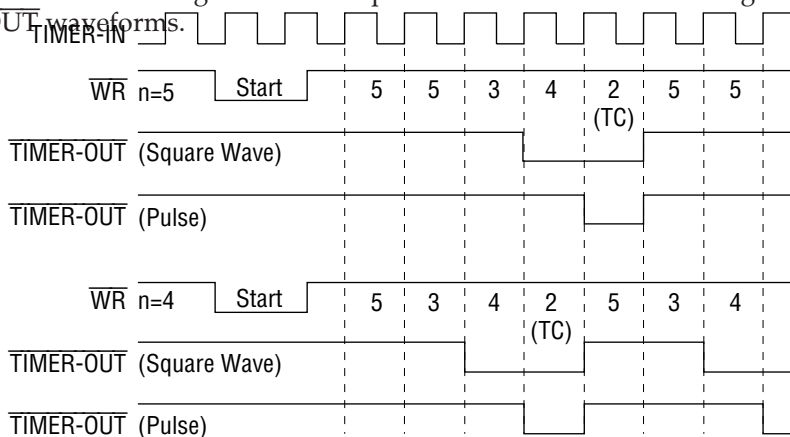 OUT waveforms.
TIMER-IN
WR n=5 Start 5 5 3 4 2 5 5
(TC)
TIMER-OUT (Square Wave)
TIMER-OUT (Pulse)
WR n=4 Start 5 3 4 2 5 3 4
(TC)
TIMER-OUT (Square Wave)
TIMER-OUT (Pulse)